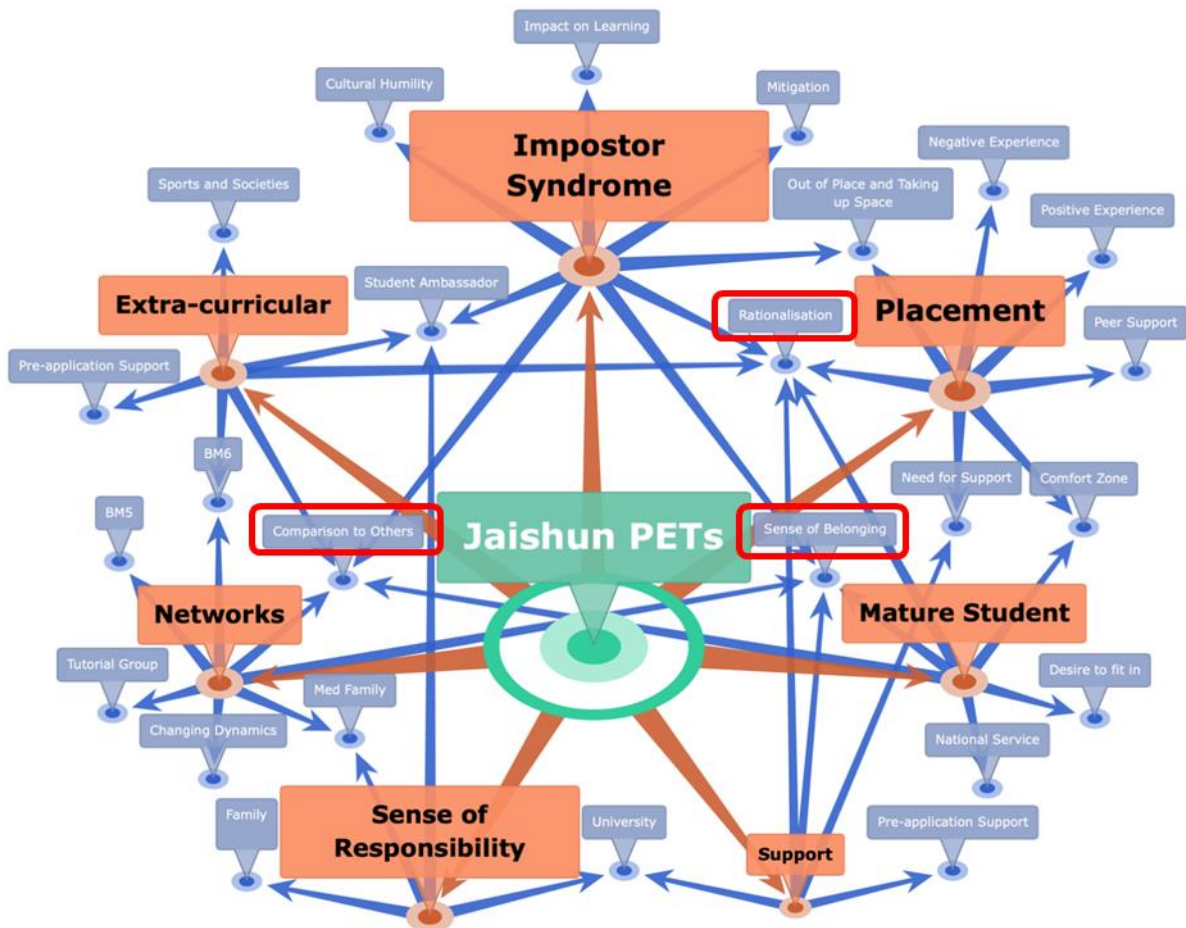 Impact on Learning
Cultural Humility
Mitigation
Impostor
Syndrome
Negative Experience
Sports and Societies
Out of Place and Taking
up Space
Positive Experience
Student Ambassador
Extra-curricular
Rationalisation
Placement
Peer Support
Pre-application Support
BM6
Need for Support
Comfort Zone
BM5
Comparison to Others
Jaishun PETs
Sense of Belonging
Networks
Mature Student
Tutorial Group
Med Family
Desire to fit in
Changing Dynamics
National Service
Family
Sense of
Responsibility
University
Support
Pre-application Support